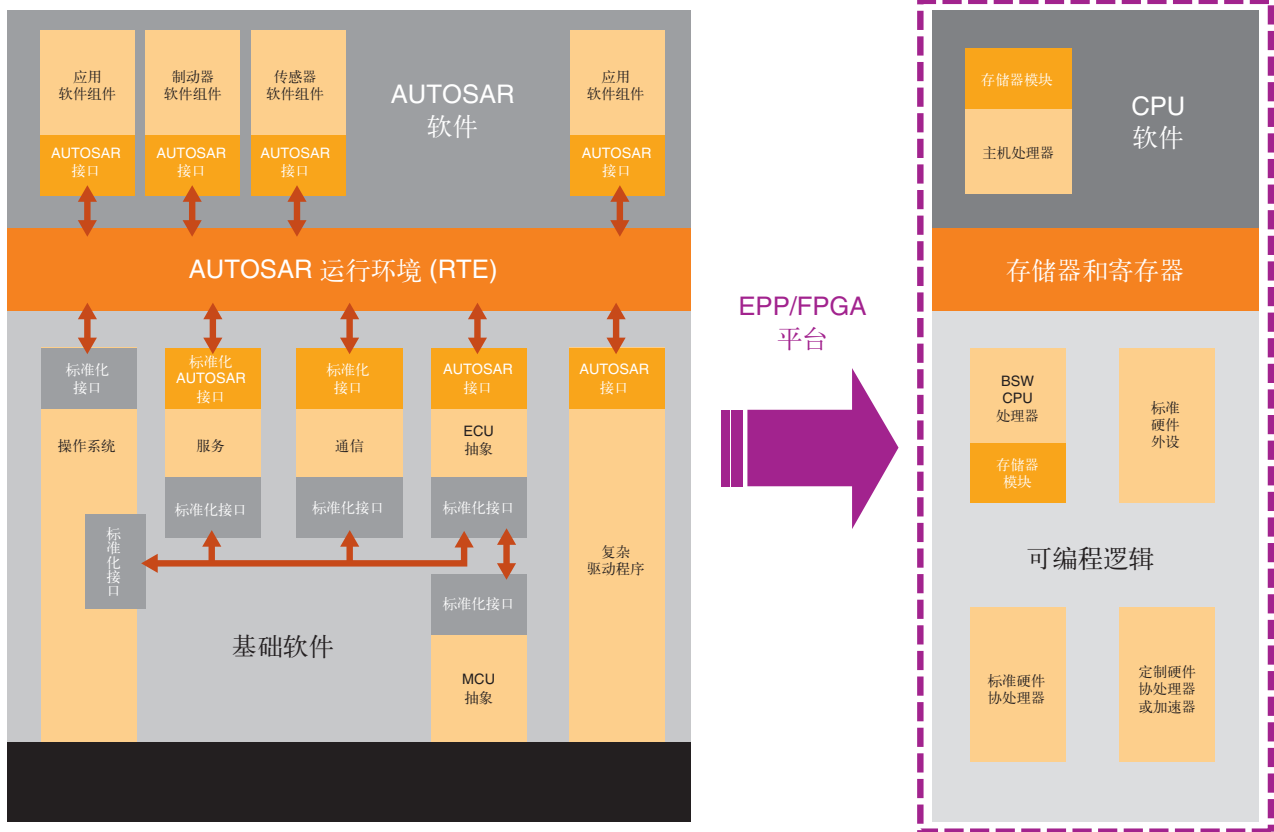 应用
软件组件
AUTOSAR
接口
制动器
软件组件
AUTOSAR
接口
传感器
软件组件
AUTOSAR
接口
AUTOSAR
软件
应用
软件组件
AUTOSAR
接口
AUTOSAR 运行环境 (RTE)
标准化
接口
操作系统
标准化
接口
标准化
AUTOSAR
接口
服务
标准化接口
标准化
接口
通信
标准化接口
AUTOSAR
接口
ECU
抽象
标准化接口
标准化接口
MCU
抽象
AUTOSAR
接口
复杂
驱动程序
基础软件
EPP/FPGA
平台
存储器模块
主机处理器
CPU
软件
存储器和寄存器
BSW
CPU
处理器
存储器
模块
标准
硬件
外设
可编程逻辑
标准硬件
协处理器
定制硬件
协处理器
或加速器